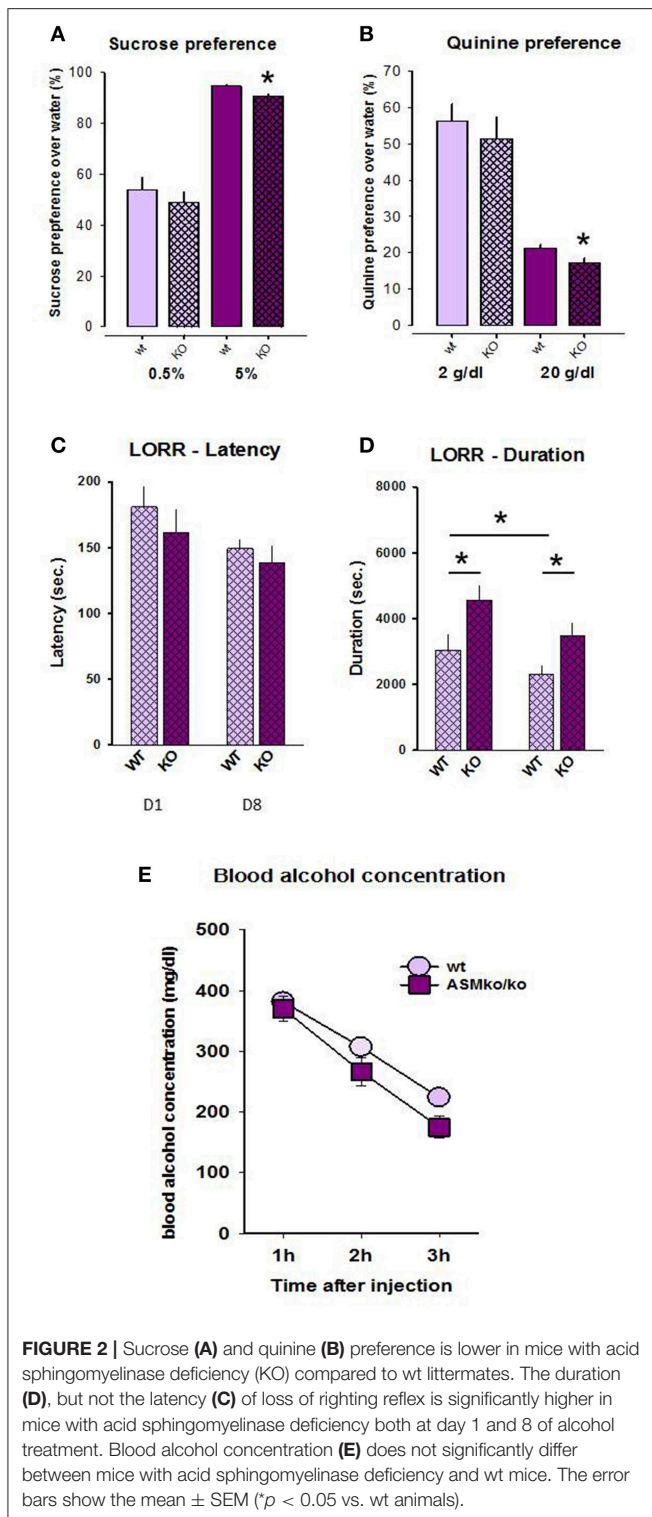 A
Sucrose preference
Sucrose prepference over water (%)
100
80
60
40
20
0
*
wt
KO
wt
KO
0.5%
5%
B
Quinine preference
Quinine preference over water (%)
70
60
50
40
30
20
10
0
*
wt
KO
wt
KO
2 g/dl
20 g/dl
C
LORR - Latency
Latency (sec.)
200
150
100
50
0
WT
KO
WT
KO
D1
D8
D
LORR - Duration
Duration (sec.)
8000
6000
4000
2000
0
*
*
*
WT
KO
WT
KO
E
Blood alcohol concentration
blood alcohol concentration (mg/dl)
500
400
300
200
100
0
wt
ASMko/ko
1h
2h
3h
Time after injection
FIGURE 2 | Sucrose (A) and quinine (B) preference is lower in mice with acid
sphingomyelinase deficiency (KO) compared to wt littermates. The duration
(D), but not the latency (C) of loss of righting reflex is significantly higher in
mice with acid sphingomyelinase deficiency both at day 1 and 8 of alcohol
treatment. Blood alcohol concentration (E) does not significantly differ
between mice with acid sphingomyelinase deficiency and wt mice. The error
bars show the mean ± SEM (*p < 0.05 vs. wt animals).